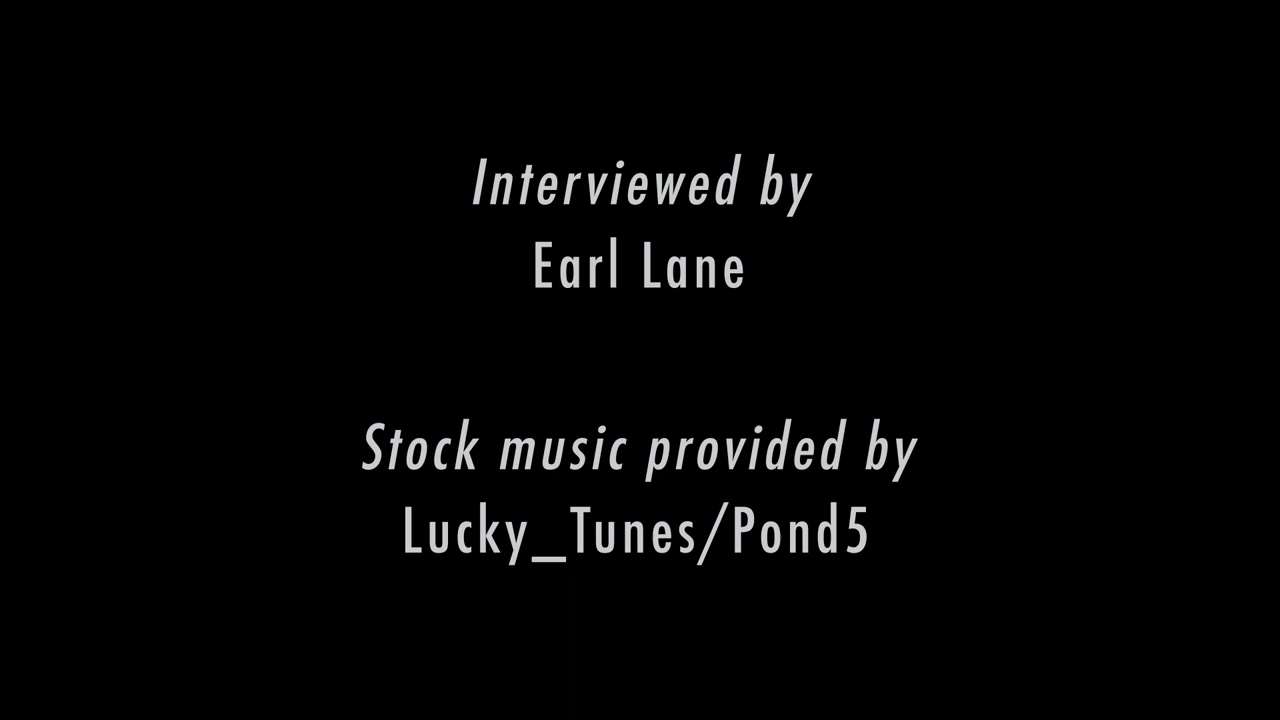 Interviewed by
Earl Lane
Stock music provided by
Lucky_Tunes/Pond5